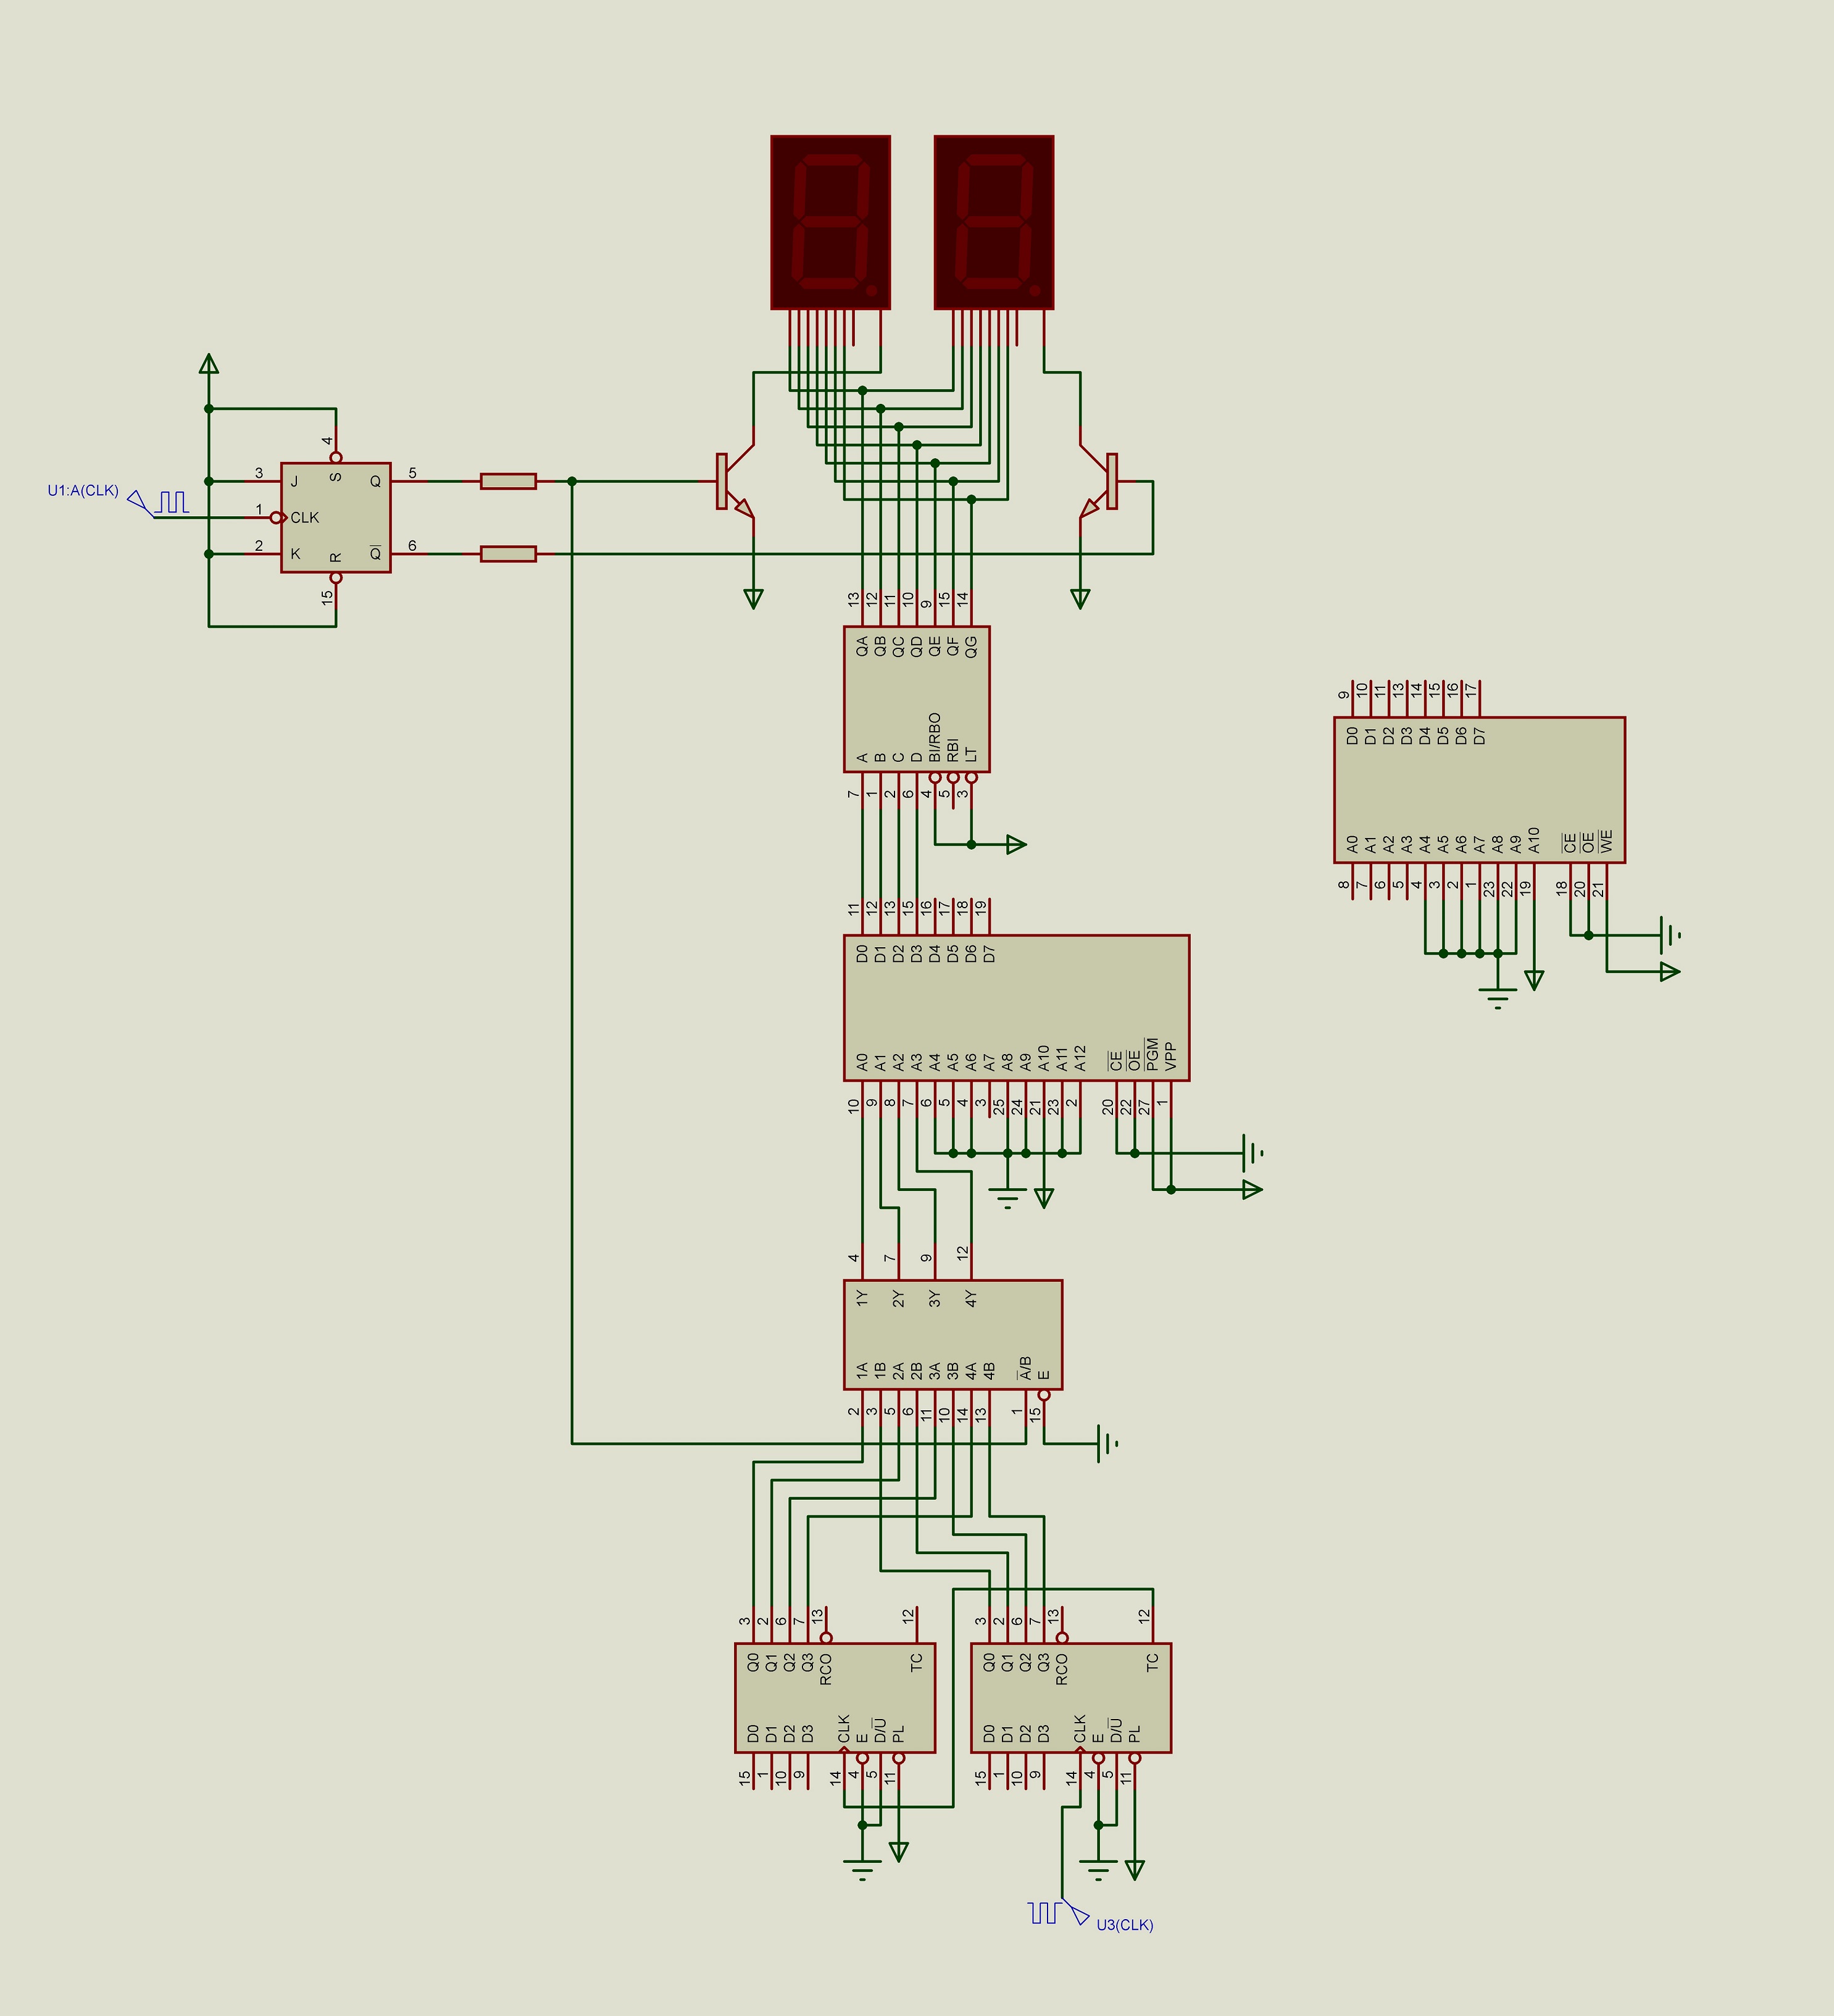 4
3 J S Q 5
U1:A(CLK)
1 CLK
2 K R Q 6
15
13 12 11 10 9 15 14
QA QB QC QD QE QF QG
A B C D BI/RBO RBI LT
7 1 2 6 4 5 3
9 10 11 13 14 15 16 17
D0 D1 D2 D3 D4 D5 D6 D7
A0 A1 A2 A3 A4 A5 A6 A7 A8 A9 A10 CE OE WE
8 7 6 5 4 3 2 1 23 22 19 18 20 21
11 12 13 15 16 17 18 19
D0 D1 D2 D3 D4 D5 D6 D7
A0 A1 A2 A3 A4 A5 A6 A7 A8 A9 A10 A11 A12 CE OE PGM VPP
10 9 8 7 6 5 4 3 25 24 21 23 2 20 22 27 1
4 7 9 12
1Y 2Y 3Y 4Y
1A 1B 2A 2B 3A 3B 4A 4B A/B E
2 3 5 6 11 10 14 13 1 15
3 2 6 7 13 12
Q0 Q1 Q2 Q3 RCO TC
D0 D1 D2 D3 CLK E D/U PL
15 1 10 9 14 4 5 11
3 2 6 7 13 12
Q0 Q1 Q2 Q3 RCO TC
D0 D1 D2 D3 CLK E D/U PL
15 1 10 9 14 4 5 11
U3(CLK)